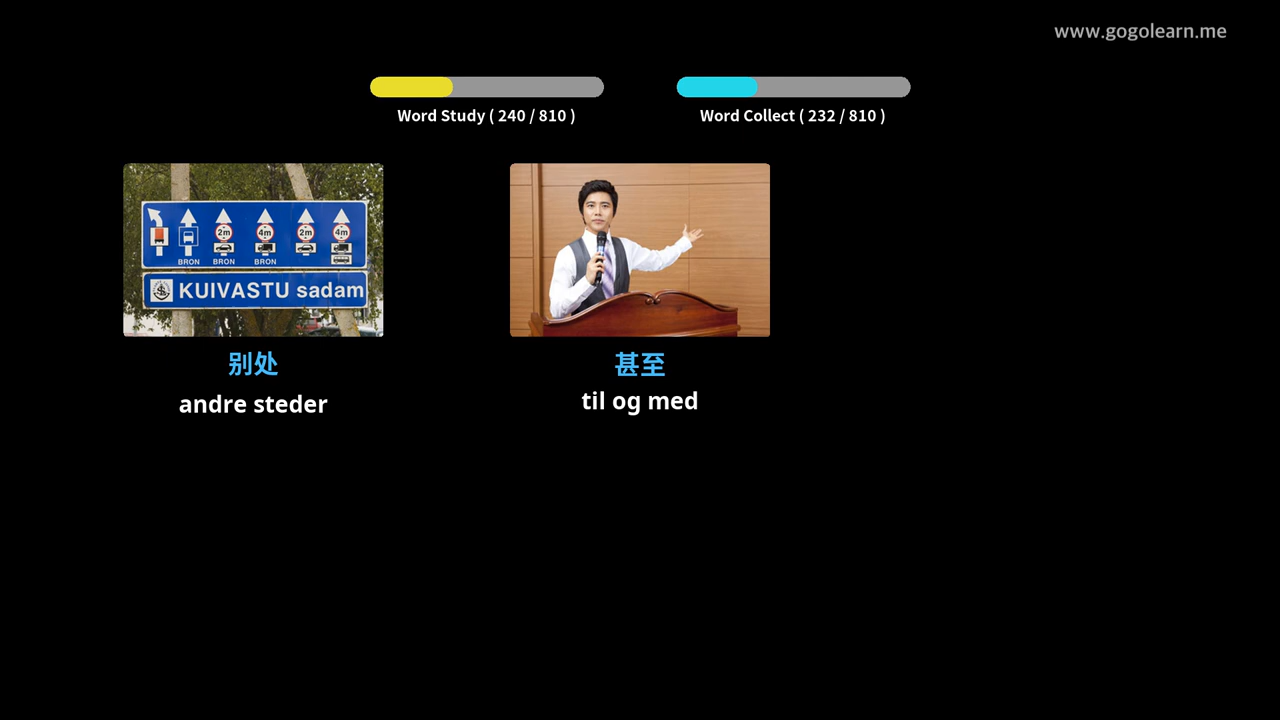 www.gogolearn.me
Word Study ( 240 / 810 )
Word Collect ( 232 / 810 )
2m 4m 2m 4m
BRON BRON BRON
KUIVASTU sadam
别处
andre steder
甚至
til og med